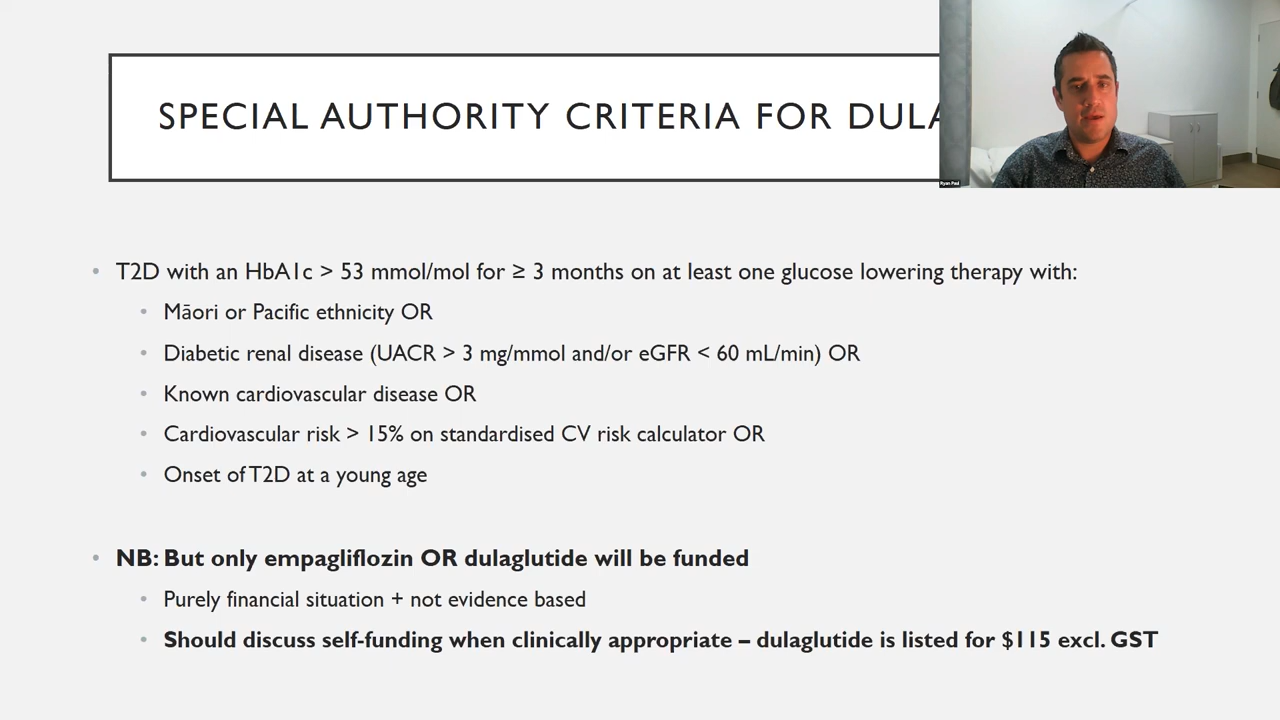 SPECIAL AUTHORITY CRITERIA FOR DULA
T2D with an HbA1c > 53 mmol/mol for ≥ 3 months on at least one glucose lowering therapy with:
Māori or Pacific ethnicity OR
Diabetic renal disease (UACR > 3 mg/mmol and/or eGFR < 60 mL/min) OR
Known cardiovascular disease OR
Cardiovascular risk > 15% on standardised CV risk calculator OR
Onset of T2D at a young age
NB: But only empagliflozin OR dulaglutide will be funded
Purely financial situation + not evidence based
Should discuss self-funding when clinically appropriate – dulaglutide is listed for $115 excl. GST
Ryan Paul